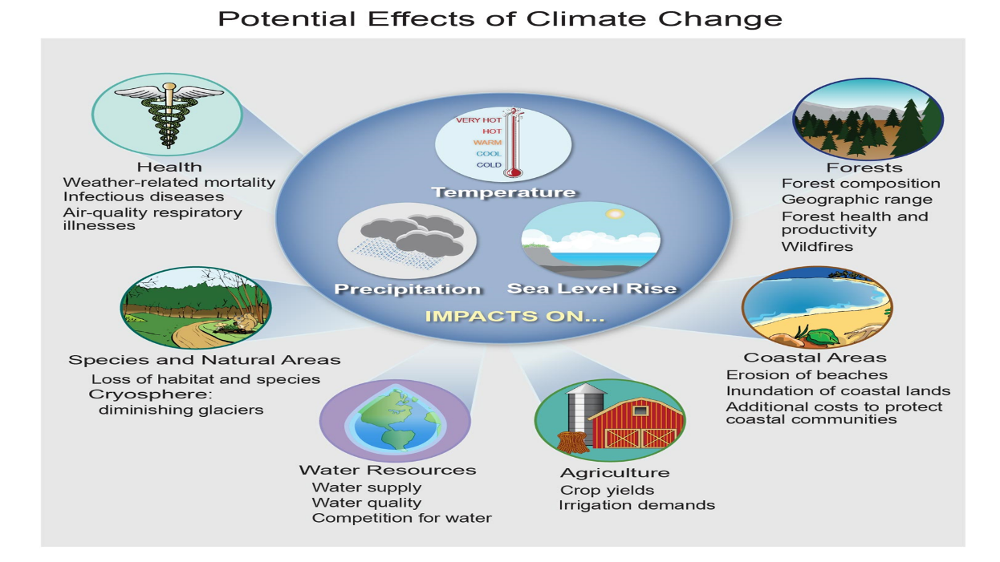 Potential Effects of Climate Change
VERY HOT
HOT
WARM
COOL
COLD
Temperature
Precipitation
Sea Level Rise
IMPACTS ON...
Health
Weather-related mortality
Infectious diseases
Air-quality respiratory
illnesses
Species and Natural Areas
Loss of habitat and species
Cryosphere:
diminishing glaciers
Water Resources
Water supply
Water quality
Competition for water
Agriculture
Crop yields
Irrigation demands
Coastal Areas
Erosion of beaches
Inundation of coastal lands
Additional costs to protect
coastal communities
Forests
Forest composition
Geographic range
Forest health and
productivity
Wildfires